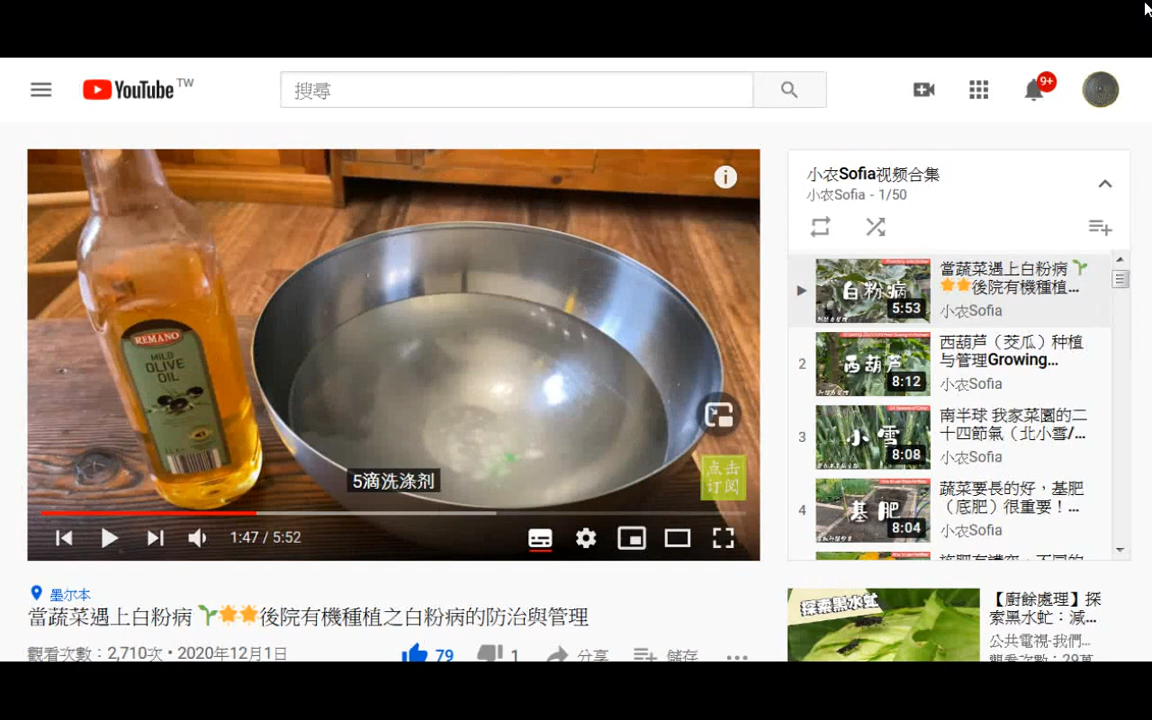 YouTube TW
搜尋
9+
REMANO
MILD
OLIVE
OIL
5滴洗涤剂
点击
订阅
1:47 / 5:52
墨尔本
當蔬菜遇上白粉病🌱🌟🌟後院有機種植之白粉病的防治與管理
觀看次數：2,710次 • 2020年12月1日
79
1
分享
儲存
小农Sofia视频合集
小农Sofia - 1/50
白粉病
5:53
當蔬菜遇上白粉病🌱
🌟🌟後院有機種植...
小农Sofia
2
西葫芦
8:12
西葫芦（茭瓜）种植
与管理Growing...
小农Sofia
3
小雪
8:08
南半球 我家菜園的二
十四節氣（北小雪/...
小农Sofia
4
基肥
8:04
蔬菜要長的好，基肥
（底肥）很重要！...
小农Sofia
探索黑水虻
【廚餘處理】探
索黑水虻：減...
公共電視-我們...